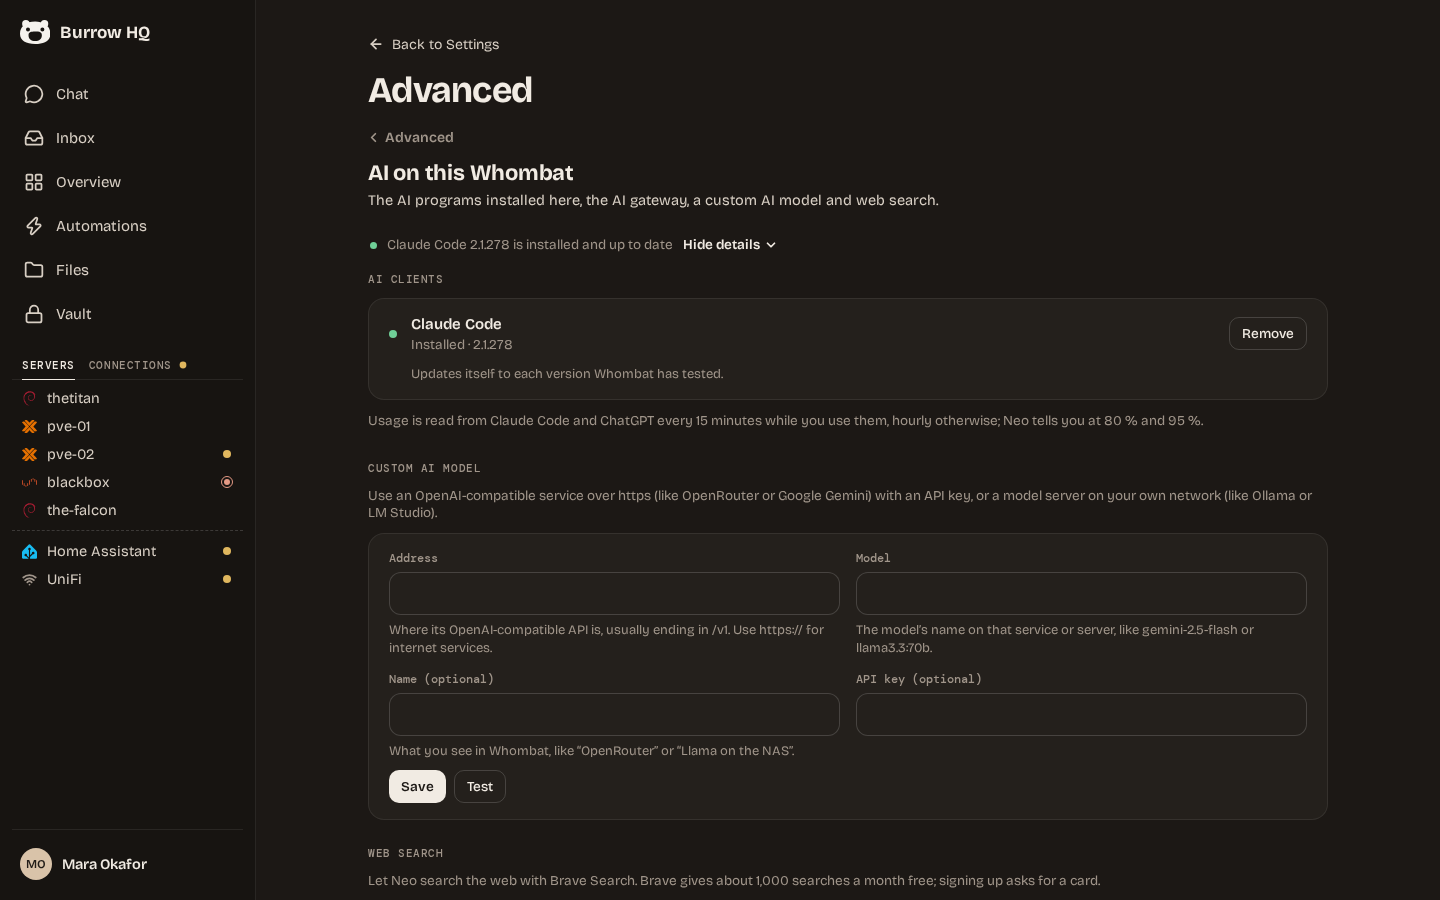 Burrow HQ
Chat
Inbox
Overview
Automations
Files
Vault
SERVERS CONNECTIONS
thetitan
pve-01
pve-02
blackbox
the-falcon
Home Assistant
UniFi
MO Mara Okafor
Back to Settings
Advanced
Advanced
AI on this Whombat
The AI programs installed here, the AI gateway, a custom AI model and web search.
Claude Code 2.1.278 is installed and up to date Hide details
AI CLIENTS
Claude Code
Installed · 2.1.278
Remove
Updates itself to each version Whombat has tested.
Usage is read from Claude Code and ChatGPT every 15 minutes while you use them, hourly otherwise; Neo tells you at 80 % and 95 %.
CUSTOM AI MODEL
Use an OpenAI-compatible service over https (like OpenRouter or Google Gemini) with an API key, or a model server on your own network (like Ollama or
LM Studio).
Address
Where its OpenAI-compatible API is, usually ending in /v1. Use https:// for
internet services.
Model
The model's name on that service or server, like gemini-2.5-flash or
llama3.3:70b.
Name (optional)
What you see in Whombat, like “OpenRouter” or “Llama on the NAS”.
API key (optional)
Save Test
WEB SEARCH
Let Neo search the web with Brave Search. Brave gives about 1,000 searches a month free; signing up asks for a card.